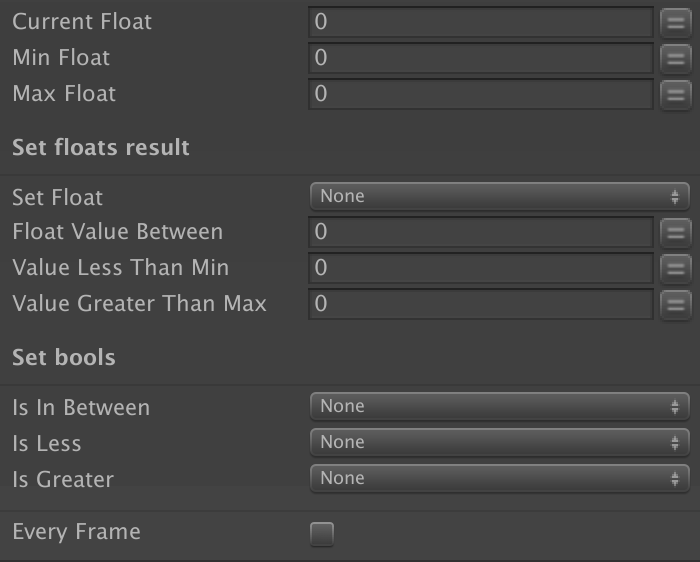 Current Float 0
Min Float 0
Max Float 0
Set floats result
Set Float None
Float Value Between 0
Value Less Than Min 0
Value Greater Than Max 0
Set bools
Is In Between None
Is Less None
Is Greater None
Every Frame